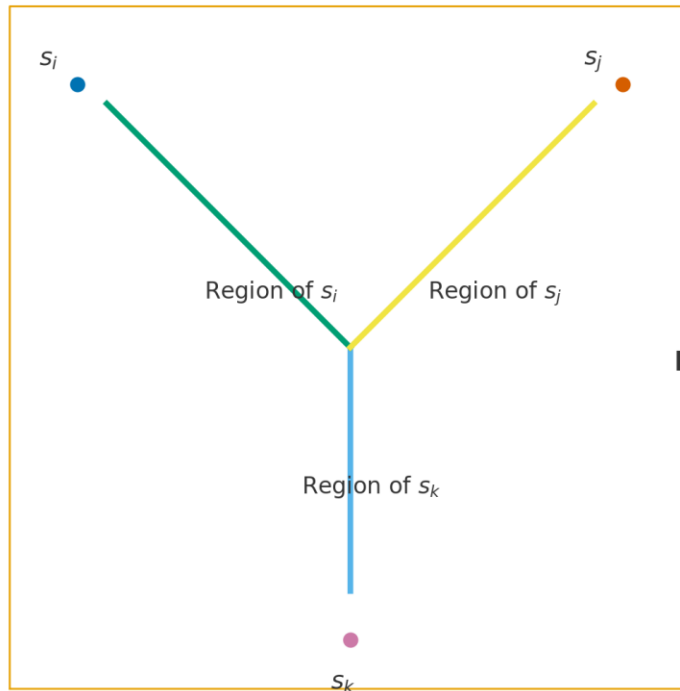 s_i
s_j
Region of s_i
Region of s_j
Region of s_k
s_k